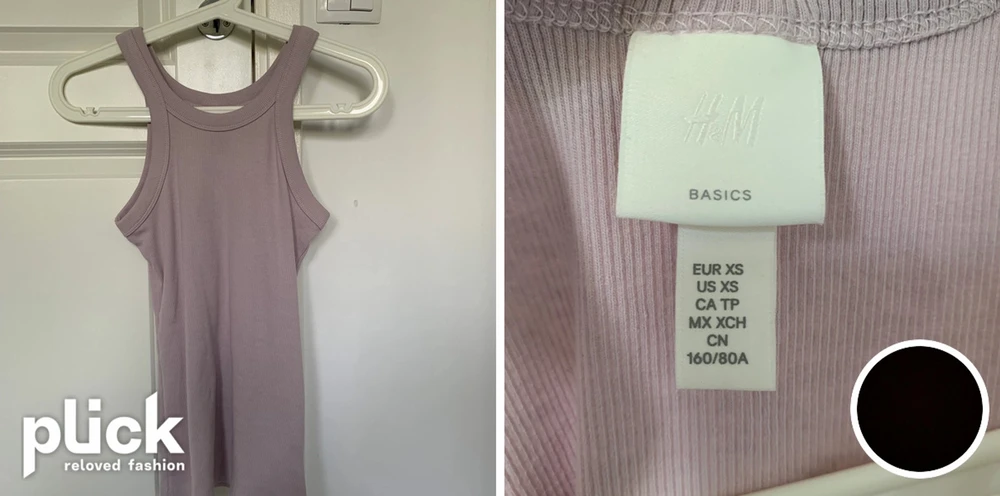 plick
reloved fashion
H&M
BASICS
EUR XS
US XS
CA TP
MX XCH
CN
160/80A